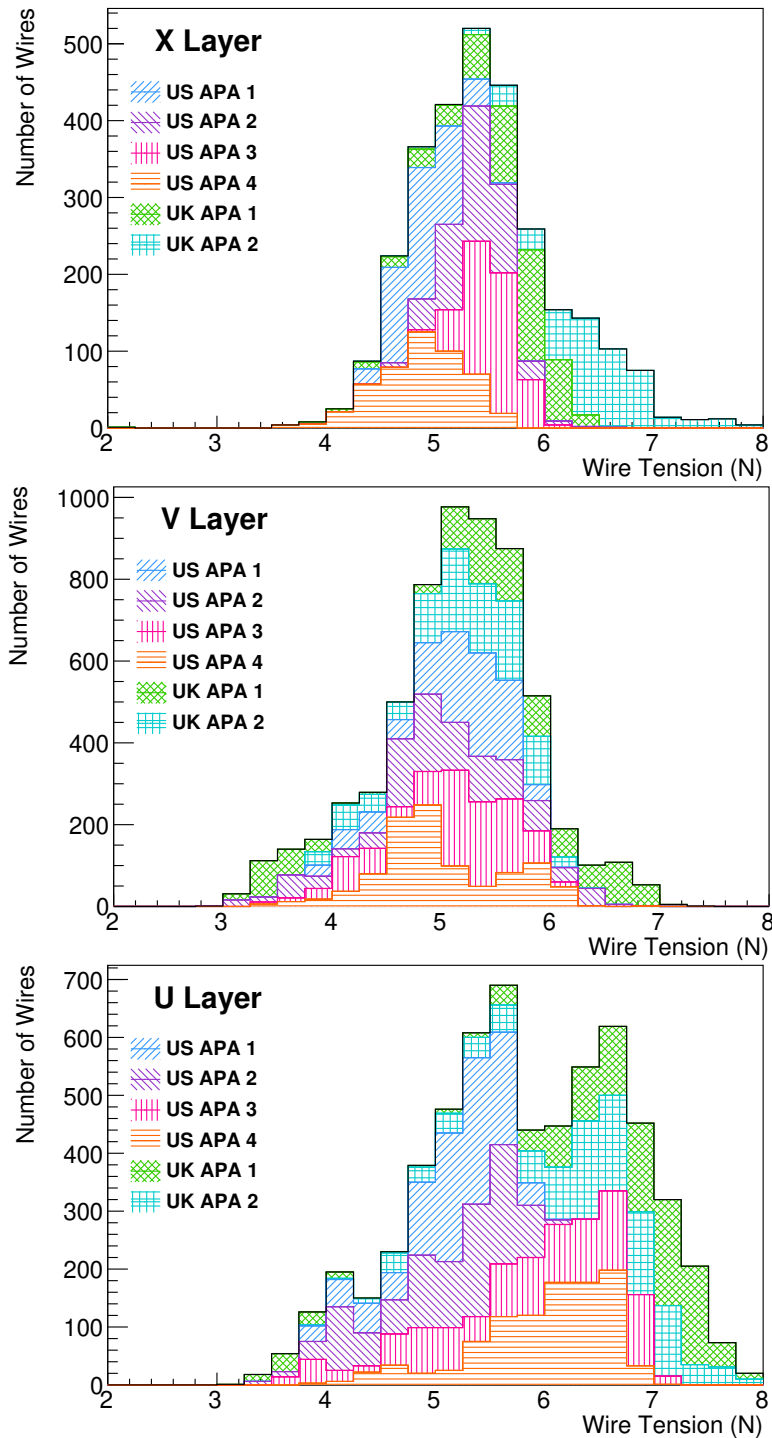 X Layer
US APA 1
US APA 2
US APA 3
US APA 4
UK APA 1
UK APA 2
Number of Wires
500
400
300
200
100
0
2 3 4 5 6 7 8
Wire Tension (N)
V Layer
US APA 1
US APA 2
US APA 3
US APA 4
UK APA 1
UK APA 2
Number of Wires
1000
800
600
400
200
0
2 3 4 5 6 7 8
Wire Tension (N)
U Layer
US APA 1
US APA 2
US APA 3
US APA 4
UK APA 1
UK APA 2
Number of Wires
700
600
500
400
300
200
100
0
2 3 4 5 6 7 8
Wire Tension (N)